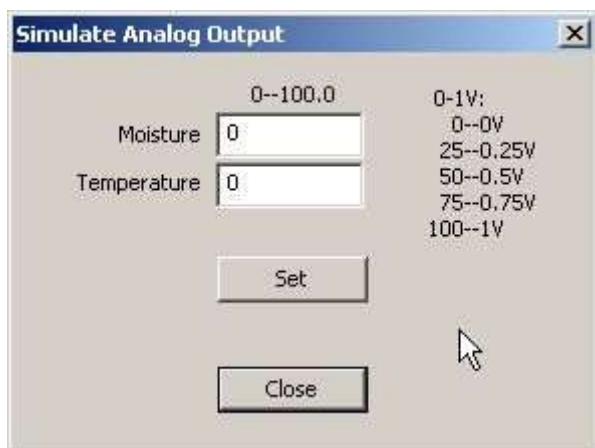 Simulate Analog Output
0--100.0
Moisture 0
Temperature 0
Set
Close
0-1V:
0--0V
25--0.25V
50--0.5V
75--0.75V
100--1V